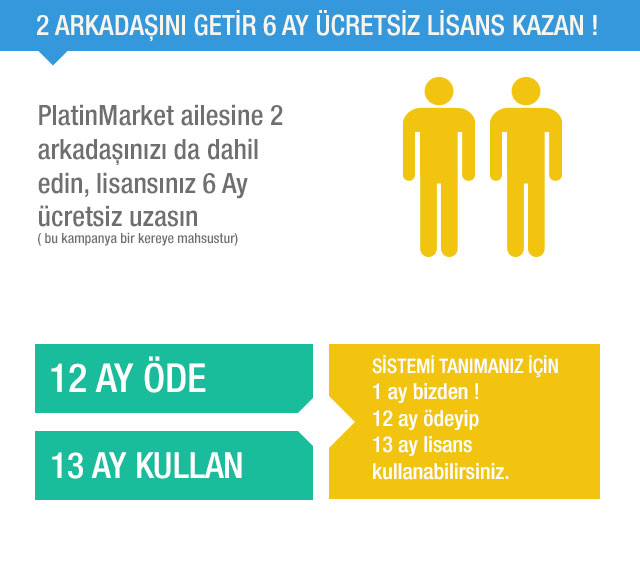 2 ARKADAŞINI GETİR 6 AY ÜCRETSİZ LİSANS KAZAN !
PlatinMarket ailesine 2
arkadaşınızı da dahil
edin, lisansınız 6 Ay
ücretsiz uzasın
( bu kampanya bir kereye mahsustur)
12 AY ÖDE
13 AY KULLAN
SİSTEMİ TANIMANIZ İÇİN
1 ay bizden !
12 ay ödeyip
13 ay lisans
kullanabilirsiniz.